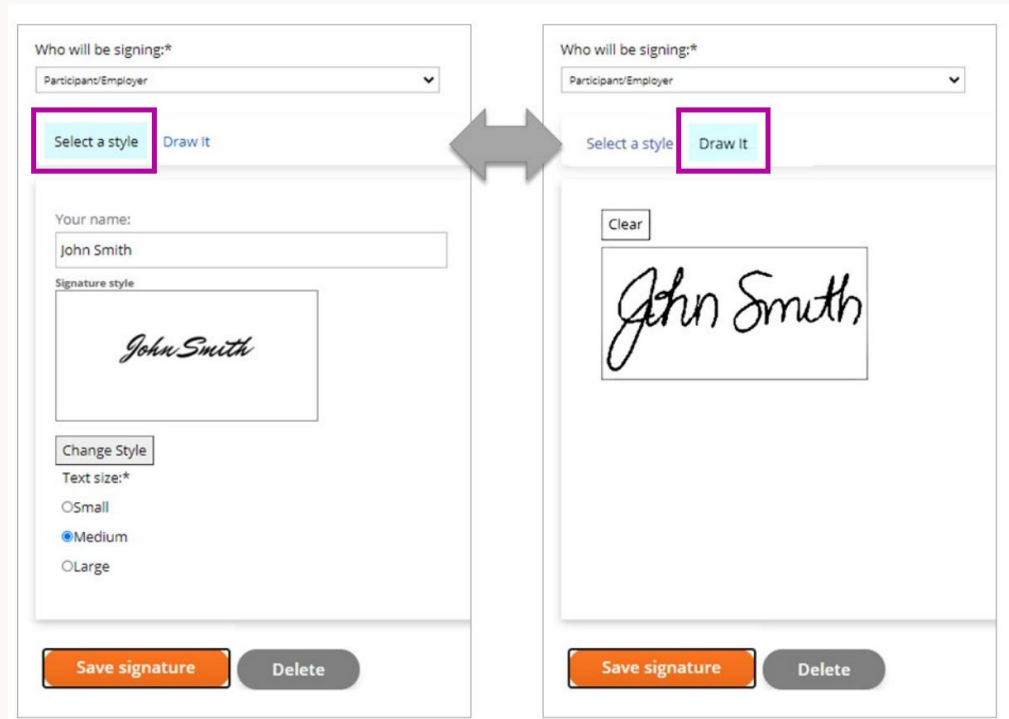 Who will be signing:*
Participant/Employer
Select a style
Draw It
Your name:
John Smith
Signature style
John Smith
Change Style
Text size:*
Small
Medium
Large
Save signature
Delete
Who will be signing:*
Participant/Employer
Select a style
Draw It
Clear
John Smith
Save signature
Delete